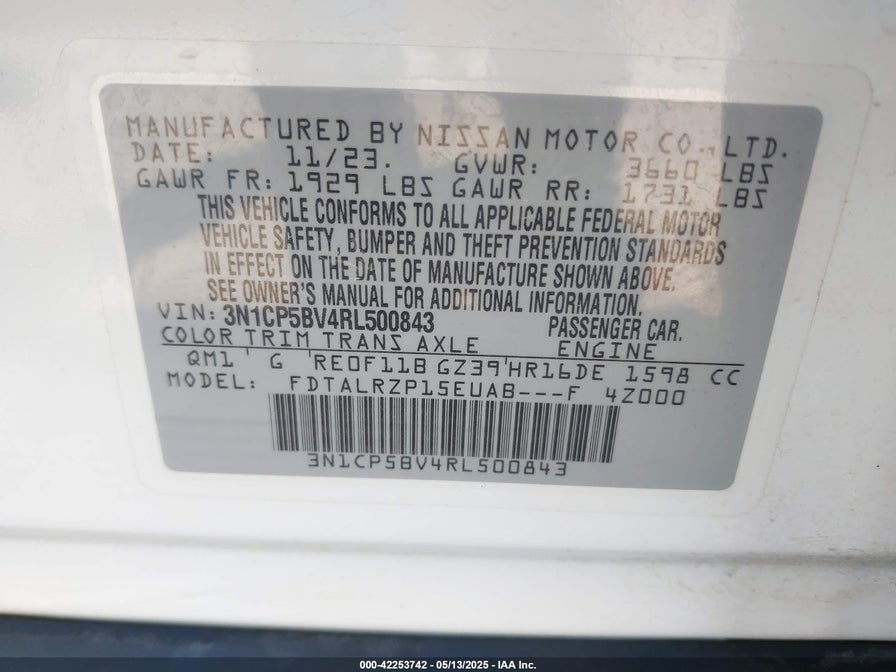 MANUFACTURED BY NISSAN MOTOR CO., LTD.
DATE: 11/23. GVWR: 3660 LBS
GAWR FR: 1929 LBS GAWR RR: 1731 LBS
THIS VEHICLE CONFORMS TO ALL APPLICABLE FEDERAL MOTOR
VEHICLE SAFETY, BUMPER AND THEFT PREVENTION STANDARDS
IN EFFECT ON THE DATE OF MANUFACTURE SHOWN ABOVE.
SEE OWNER'S MANUAL FOR ADDITIONAL INFORMATION.
VIN: 3N1CP5BV4RL500843 PASSENGER CAR.
COLOR TRIM TRANS AXLE ENGINE
QM1 ' G 'RE0F11B GZ39'HR16DE 1598 CC
MODEL: FDTALRZP15EUAB---F 4Z000
3N1CP5BV4RL500843
000-42253742 - 05/13/2025 - IAA Inc.